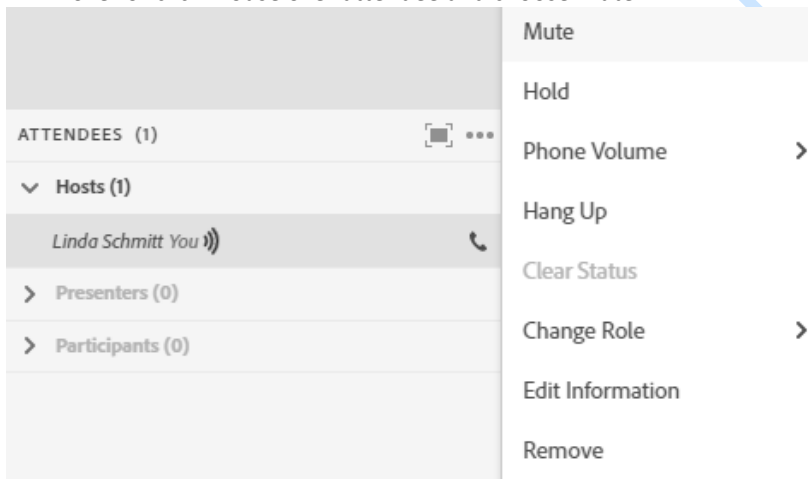 ATTENDEES (1)
Hosts (1)
Linda Schmitt You
Presenters (0)
Participants (0)
Mute
Hold
Phone Volume
Hang Up
Clear Status
Change Role
Edit Information
Remove